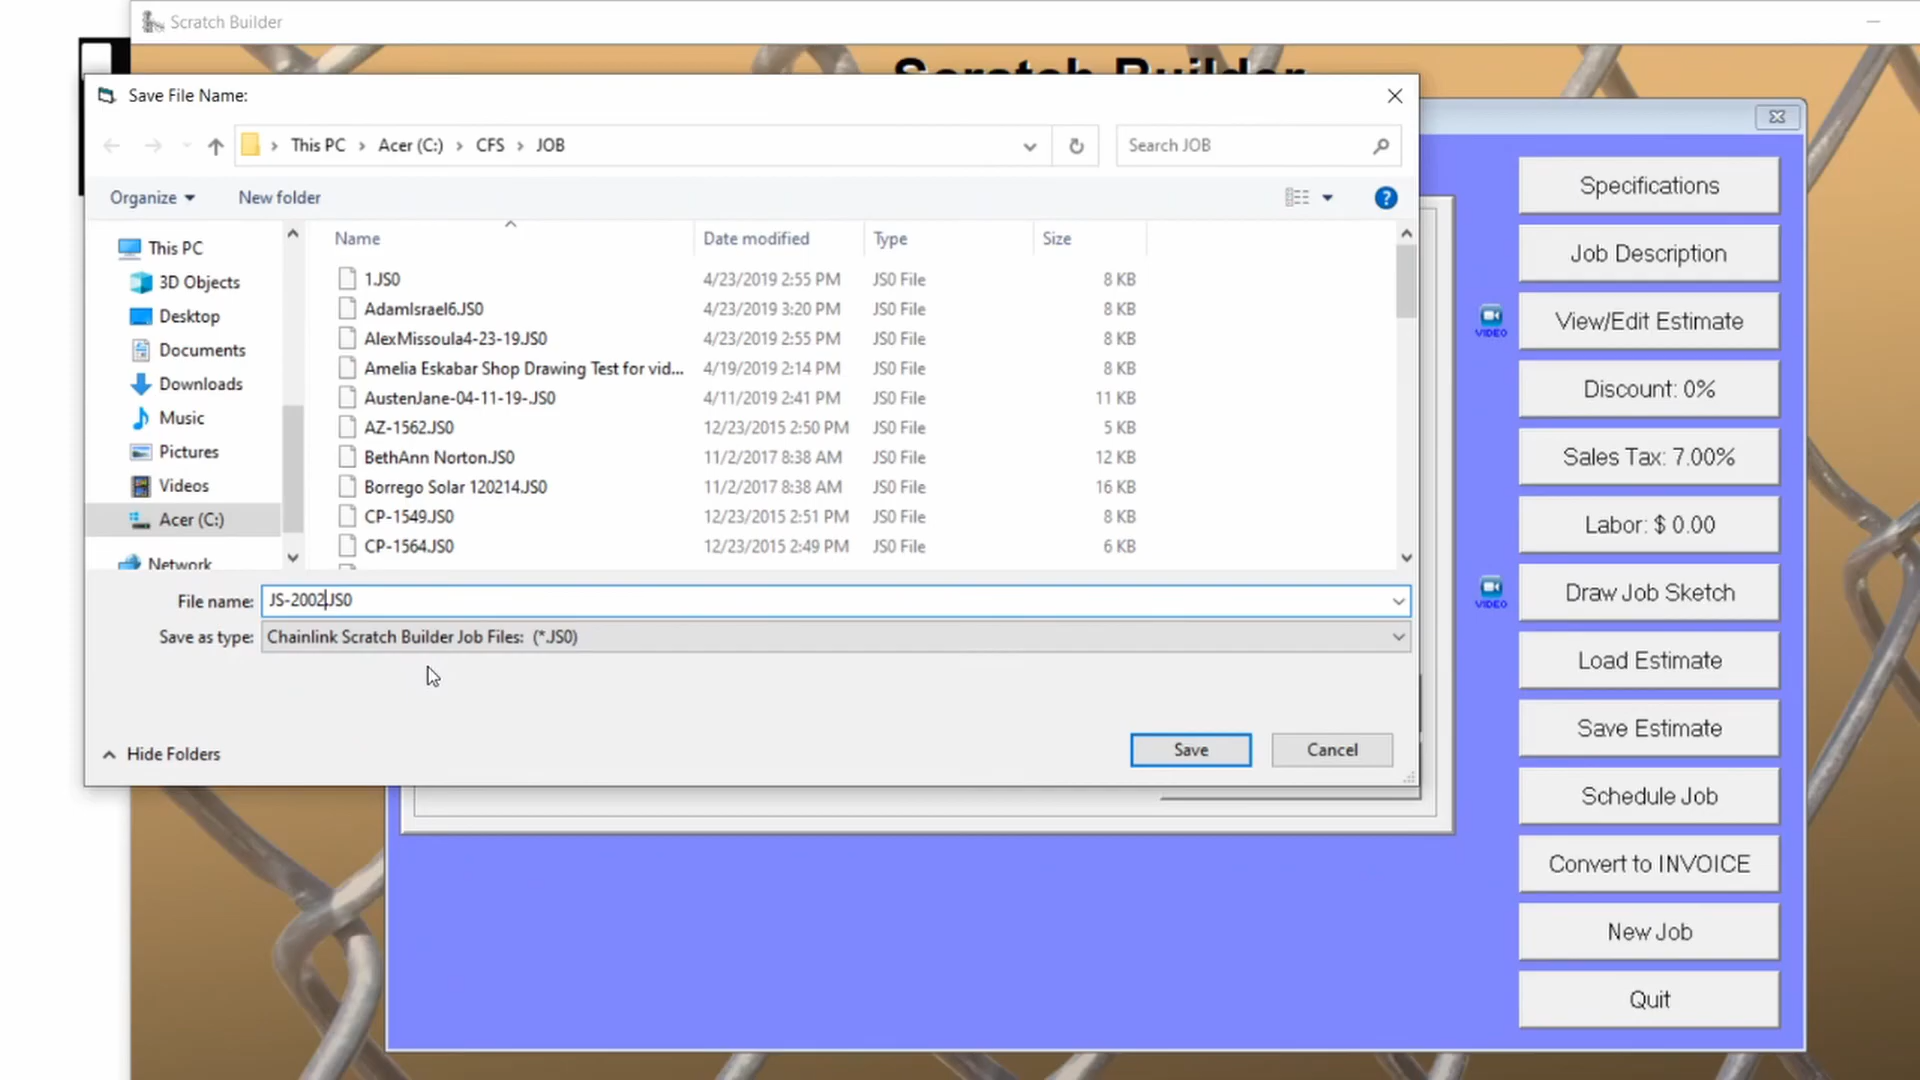 Scratch Builder
Scratch Builder
Save File Name:
This PC > Acer (C:) > CFS > JOB
Search JOB
Organize
New folder
This PC
3D Objects
Desktop
Documents
Downloads
Music
Pictures
Videos
Acer (C:)
Network
Name Date modified Type Size
1.JS0 4/23/2019 2:55 PM JS0 File 8 KB
AdamIsrael6.JS0 4/23/2019 3:20 PM JS0 File 8 KB
AlexMissoula4-23-19.JS0 4/23/2019 2:55 PM JS0 File 8 KB
Amelia Eskabar Shop Drawing Test for vid... 4/19/2019 2:14 PM JS0 File 8 KB
AustenJane-04-11-19-.JS0 4/11/2019 2:41 PM JS0 File 11 KB
AZ-1562.JS0 12/23/2015 2:50 PM JS0 File 5 KB
BethAnn Norton.JS0 11/2/2017 8:38 AM JS0 File 12 KB
Borrego Solar 120214.JS0 11/2/2017 8:38 AM JS0 File 16 KB
CP-1549.JS0 12/23/2015 2:51 PM JS0 File 8 KB
CP-1564.JS0 12/23/2015 2:49 PM JS0 File 6 KB
File name: JS-2002.JS0
Save as type: Chainlink Scratch Builder Job Files: (*.JS0)
Hide Folders
Save
Cancel
Specifications
Job Description
VIDEO
View/Edit Estimate
Discount: 0%
Sales Tax: 7.00%
Labor: $ 0.00
VIDEO
Draw Job Sketch
Load Estimate
Save Estimate
Schedule Job
Convert to INVOICE
New Job
Quit